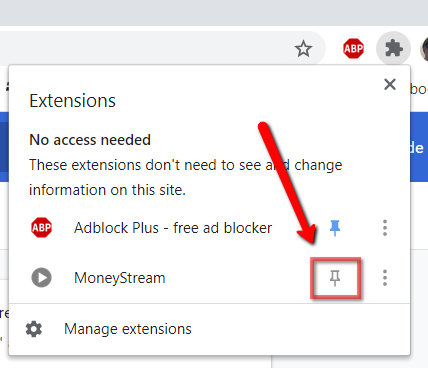 ABP
Extensions
No access needed
These extensions don't need to see and change
information on this site.
ABP Adblock Plus - free ad blocker
MoneyStream
Manage extensions